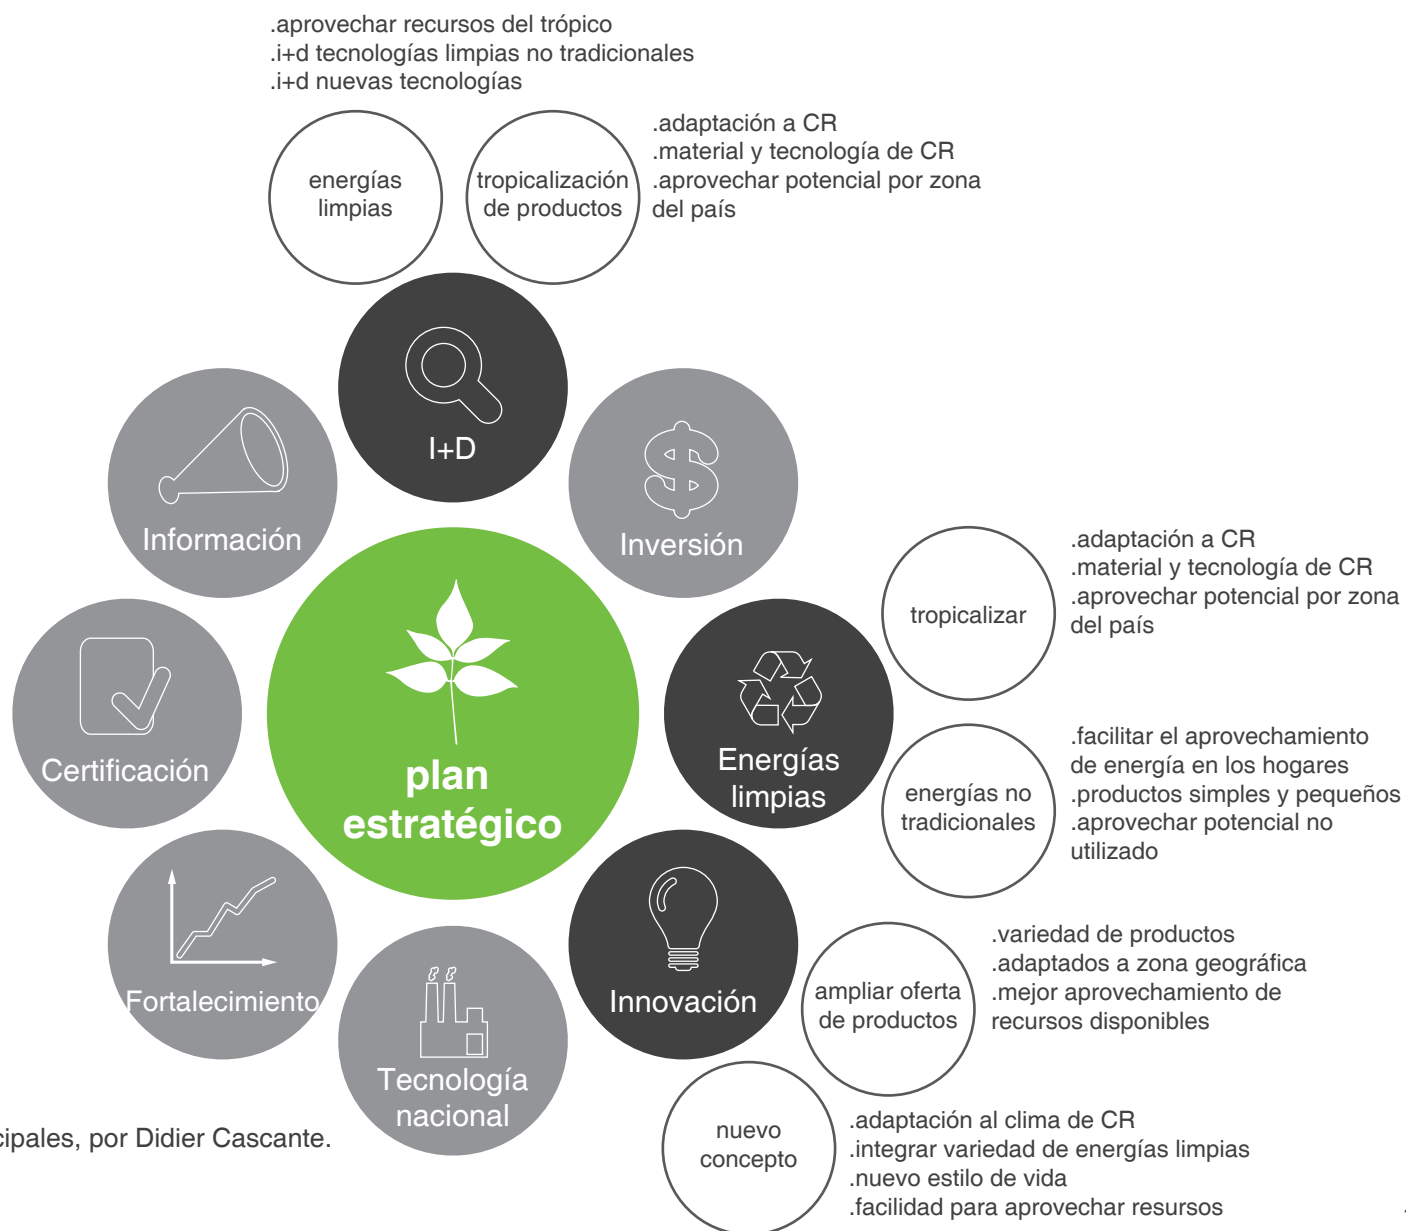 .aprovechar recursos del trópico
.i+d tecnologías limpias no tradicionales
.i+d nuevas tecnologías
energías
limpias
tropicalización
de productos
.adaptación a CR
.material y tecnología de CR
.aprovechar potencial por zona
del país
I+D
Información
Inversión
Certificación
plan
estratégico
Energías
limpias
tropicalizar
.adaptación a CR
.material y tecnología de CR
.aprovechar potencial por zona
del país
energías no
tradicionales
.facilitar el aprovechamiento
de energía en los hogares
.productos simples y pequeños
.aprovechar potencial no
utilizado
Fortalecimiento
Tecnología
nacional
Innovación
ampliar oferta
de productos
.variedad de productos
.adaptados a zona geográfica
.mejor aprovechamiento de
recursos disponibles
nuevo
concepto
.adaptación al clima de CR
.integrar variedad de energías limpias
.nuevo estilo de vida
.facilidad para aprovechar resursos
cipales, por Didier Cascante.